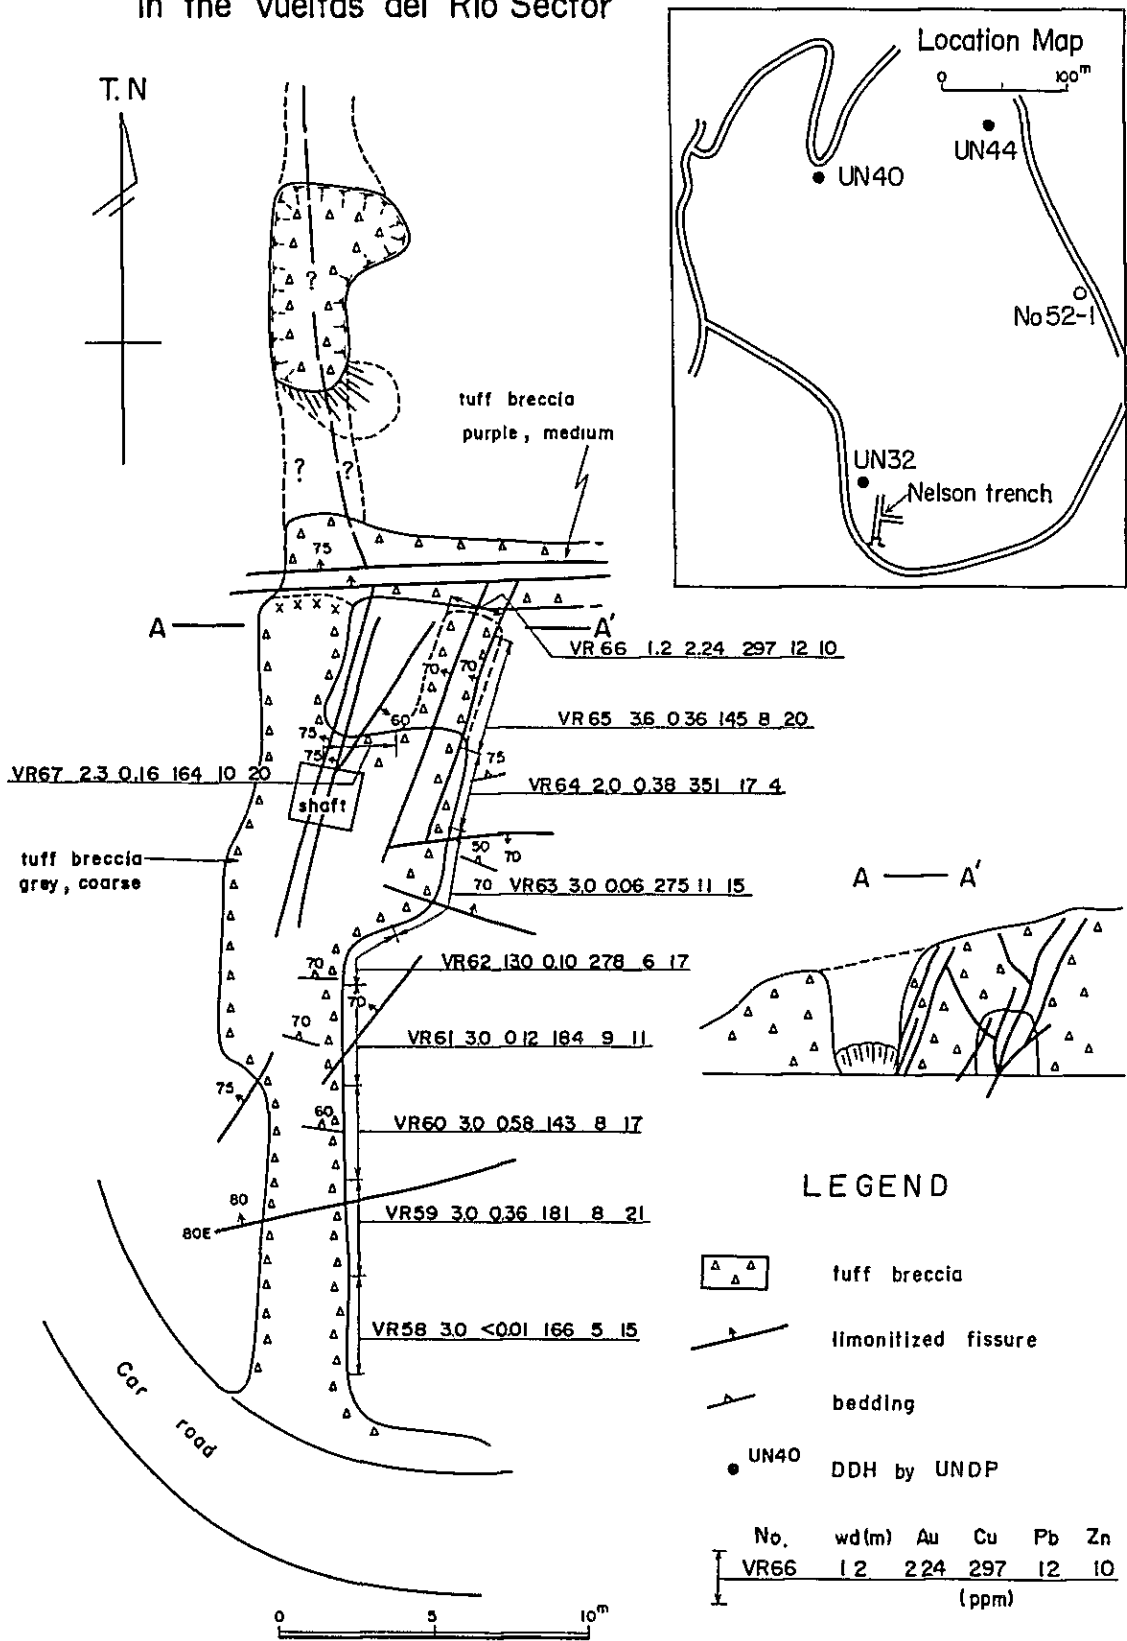 in the Vueltas del Rio Sector
T. N
Location Map
0 100m
UN44
UN40
No52-1
UN32
Nelson trench
?
tuff breccia
purple, medium
? ?
75
A A'
VR66 1.2 2.24 297 12 10
70 70
60
VR65 3.6 0.36 145 8 20
75
75
75
VR67 2.3 0.16 164 10 20
VR64 2.0 0.38 351 17 4
shaft
tuff breccia
grey, coarse
50 70
70
VR63 3.0 0.06 275 11 15
A A'
70
VR62 13.0 0.10 278 6 17
70
70
VR61 3.0 0.12 184 9 11
75
60
VR60 3.0 0.58 143 8 17
80
80E
VR59 3.0 0.36 181 8 21
VR58 3.0 <0.01 166 5 15
Car road
LEGEND
tuff breccia
limonitized fissure
bedding
UN40 DDH by UNDP
No. wd(m) Au Cu Pb Zn
VR66 1.2 2.24 297 12 10
(ppm)
0 5 10m